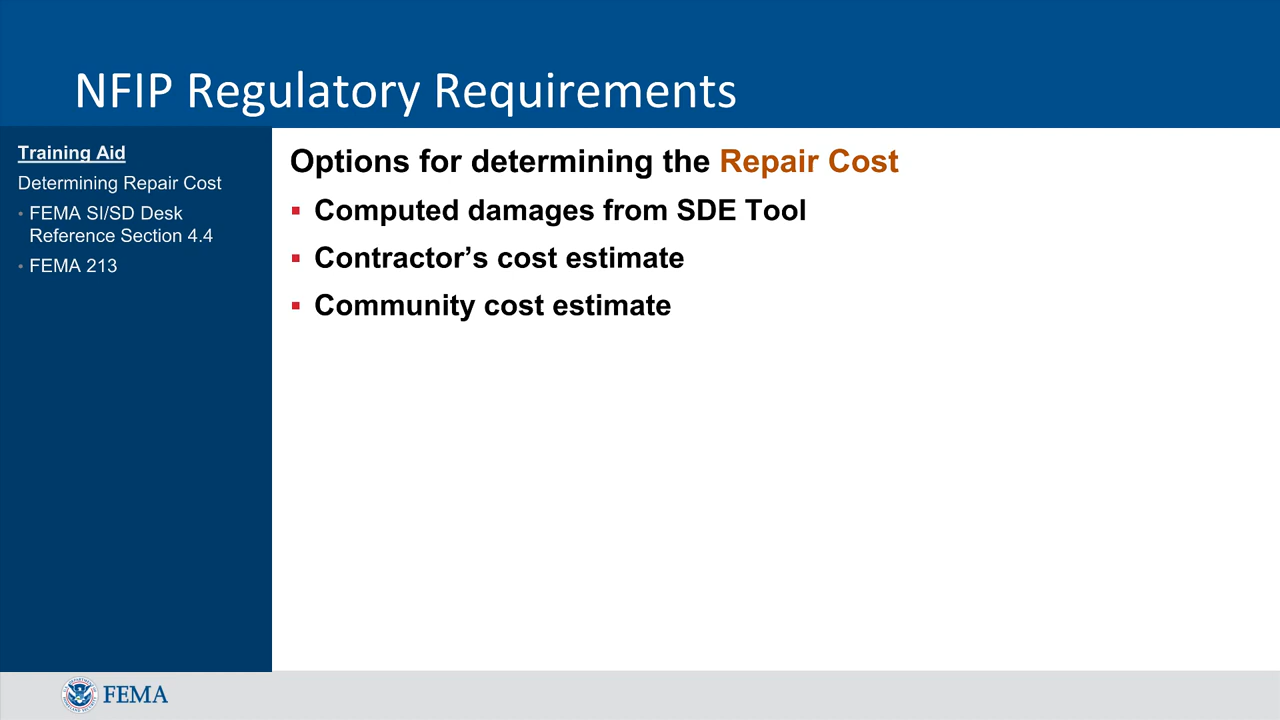 NFIP Regulatory Requirements
Training Aid
Determining Repair Cost
• FEMA SI/SD Desk
Reference Section 4.4
• FEMA 213
Options for determining the Repair Cost
▪ Computed damages from SDE Tool
▪ Contractor’s cost estimate
▪ Community cost estimate
FEMA